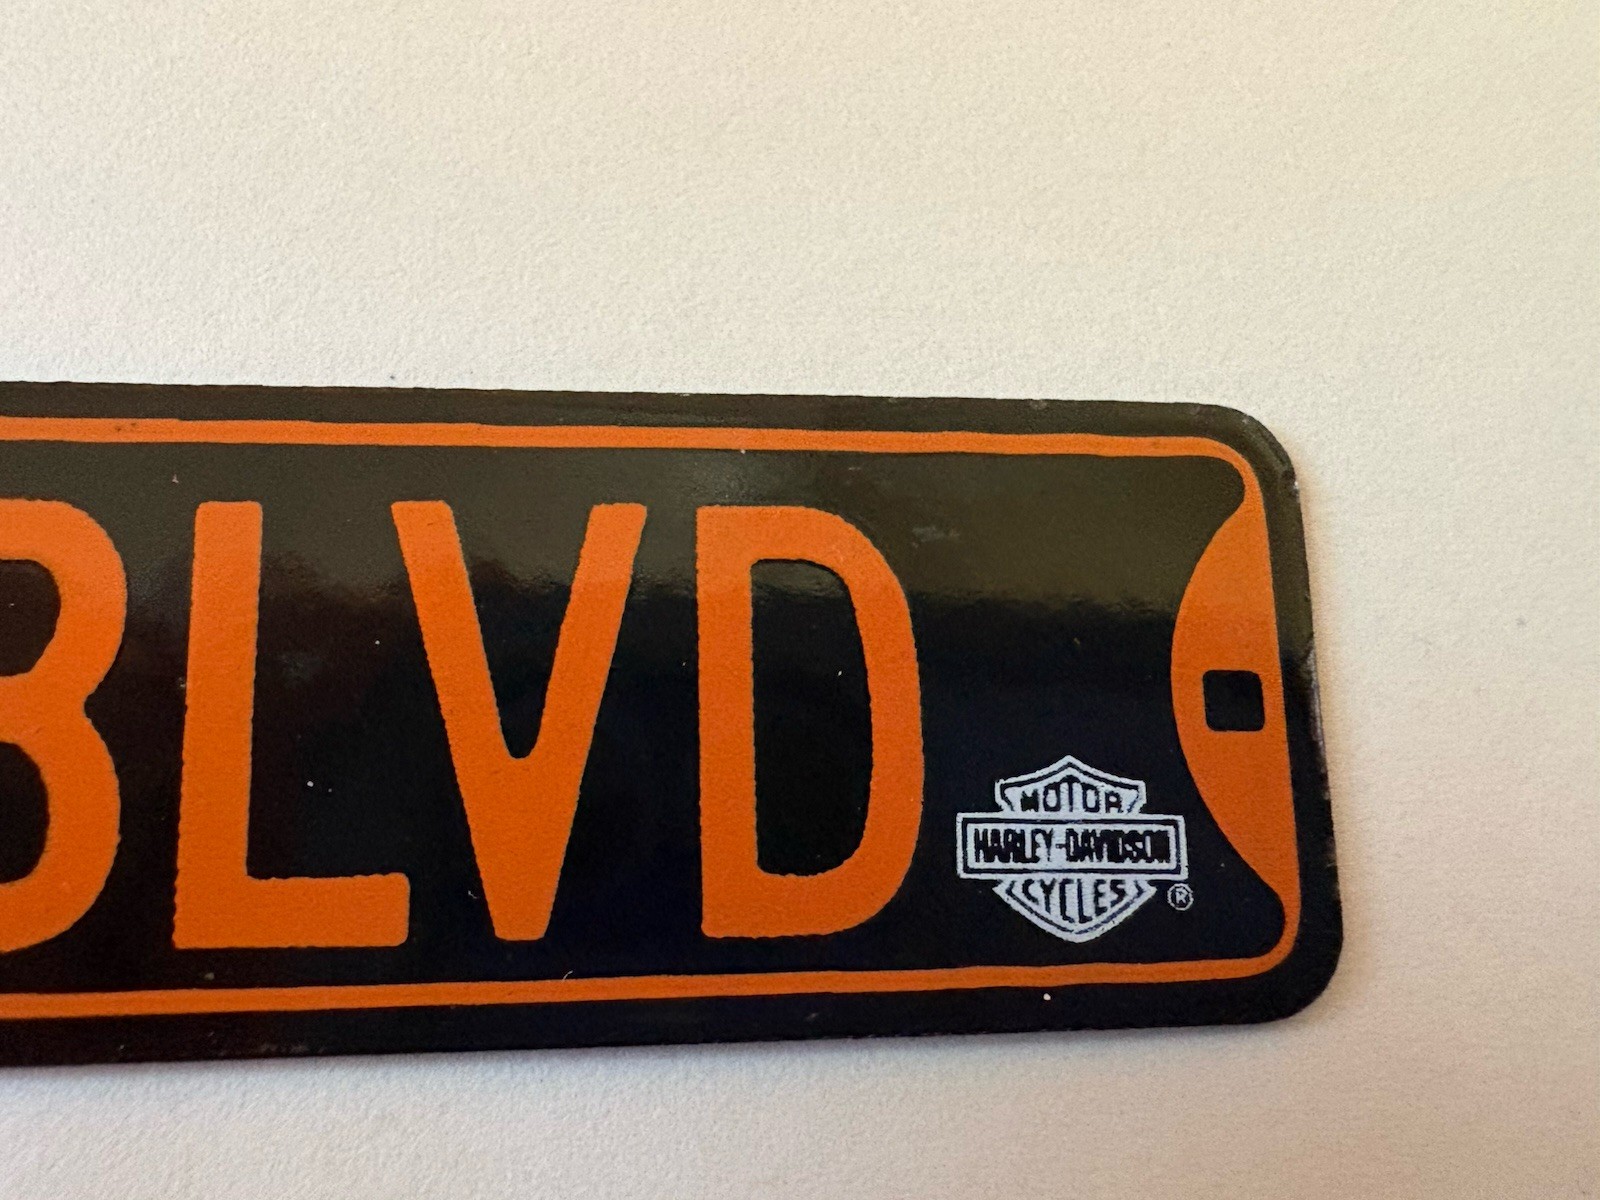 BLVD
MOTOR
HARLEY-DAVIDSON
CYCLES ®